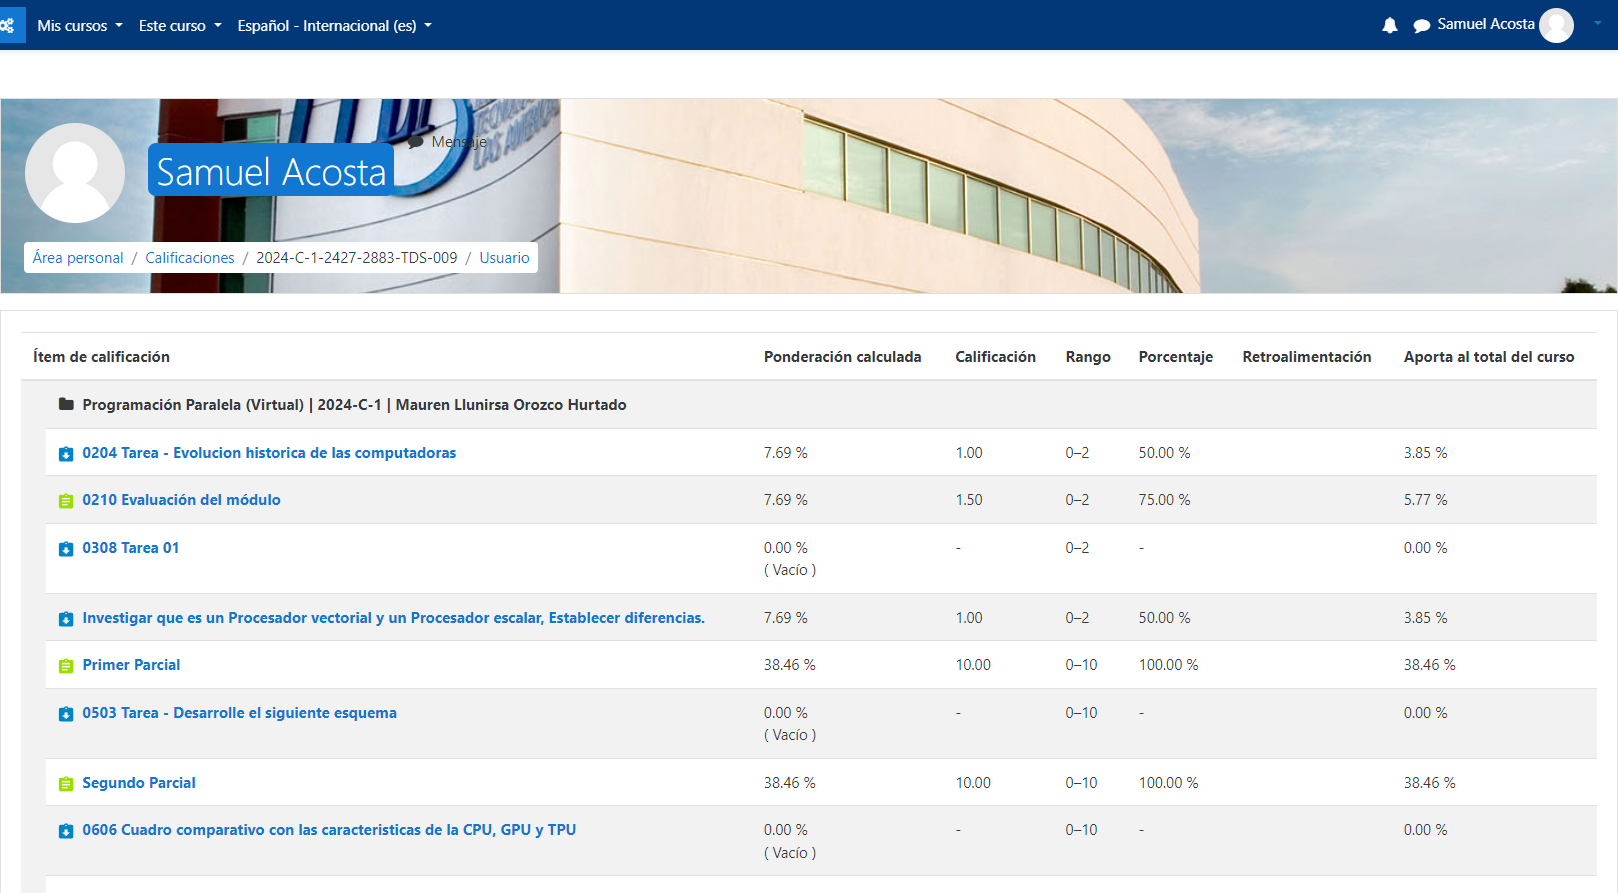 Mis cursos Este curso Español - Internacional (es) Samuel Acosta
TECNOLÓGICO
LAS AMÉRICAS
Mensaje
Samuel Acosta
Área personal / Calificaciones / 2024-C-1-2427-2883-TDS-009 / Usuario
Ítem de calificación Ponderación calculada Calificación Rango Porcentaje Retroalimentación Aporta al total del curso
Programación Paralela (Virtual) | 2024-C-1 | Mauren Llunirsa Orozco Hurtado
0204 Tarea - Evolucion historica de las computadoras 7.69 % 1.00 0–2 50.00 % 3.85 %
0210 Evaluación del módulo 7.69 % 1.50 0–2 75.00 % 5.77 %
0308 Tarea 01 0.00 % - 0–2 - 0.00 %
( Vacío )
Investigar que es un Procesador vectorial y un Procesador escalar, Establecer diferencias. 7.69 % 1.00 0–2 50.00 % 3.85 %
Primer Parcial 38.46 % 10.00 0–10 100.00 % 38.46 %
0503 Tarea - Desarrolle el siguiente esquema 0.00 % - 0–10 - 0.00 %
( Vacío )
Segundo Parcial 38.46 % 10.00 0–10 100.00 % 38.46 %
0606 Cuadro comparativo con las caracteristicas de la CPU, GPU y TPU 0.00 % - 0–10 - 0.00 %
( Vacío )